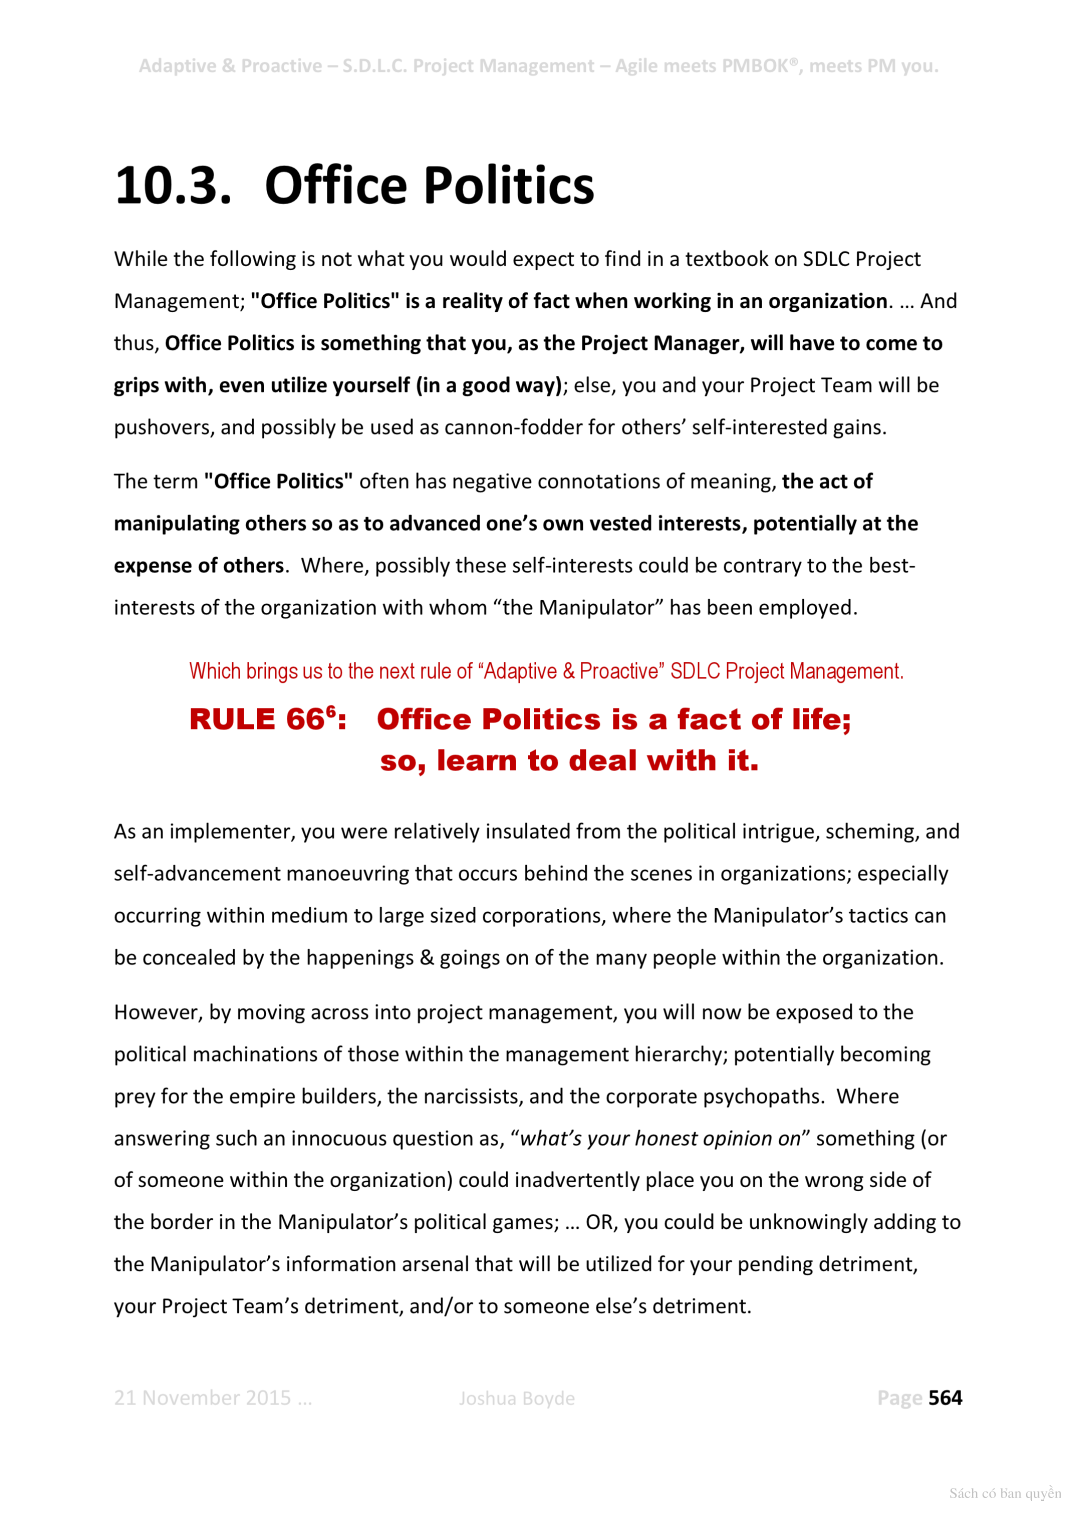 Adaptive & Proactive – S.D.L.C. Project Management – Agile meets PMBOK®, meets PM you.
10.3. Office Politics
While the following is not what you would expect to find in a textbook on SDLC Project
Management; "Office Politics" is a reality of fact when working in an organization. … And
thus, Office Politics is something that you, as the Project Manager, will have to come to
grips with, even utilize yourself (in a good way); else, you and your Project Team will be
pushovers, and possibly be used as cannon-fodder for others’ self-interested gains.
The term "Office Politics" often has negative connotations of meaning, the act of
manipulating others so as to advanced one’s own vested interests, potentially at the
expense of others.  Where, possibly these self-interests could be contrary to the best-
interests of the organization with whom “the Manipulator” has been employed.
Which brings us to the next rule of “Adaptive & Proactive” SDLC Project Management.
RULE 66⁶: Office Politics is a fact of life;
so, learn to deal with it.
As an implementer, you were relatively insulated from the political intrigue, scheming, and
self-advancement manoeuvring that occurs behind the scenes in organizations; especially
occurring within medium to large sized corporations, where the Manipulator’s tactics can
be concealed by the happenings & goings on of the many people within the organization.
However, by moving across into project management, you will now be exposed to the
political machinations of those within the management hierarchy; potentially becoming
prey for the empire builders, the narcissists, and the corporate psychopaths.  Where
answering such an innocuous question as, “what’s your honest opinion on” something (or
of someone within the organization) could inadvertently place you on the wrong side of
the border in the Manipulator’s political games; … OR, you could be unknowingly adding to
the Manipulator’s information arsenal that will be utilized for your pending detriment,
your Project Team’s detriment, and/or to someone else’s detriment.
21 November 2015 … Joshua Boyde Page 564
Sách có bản quyền